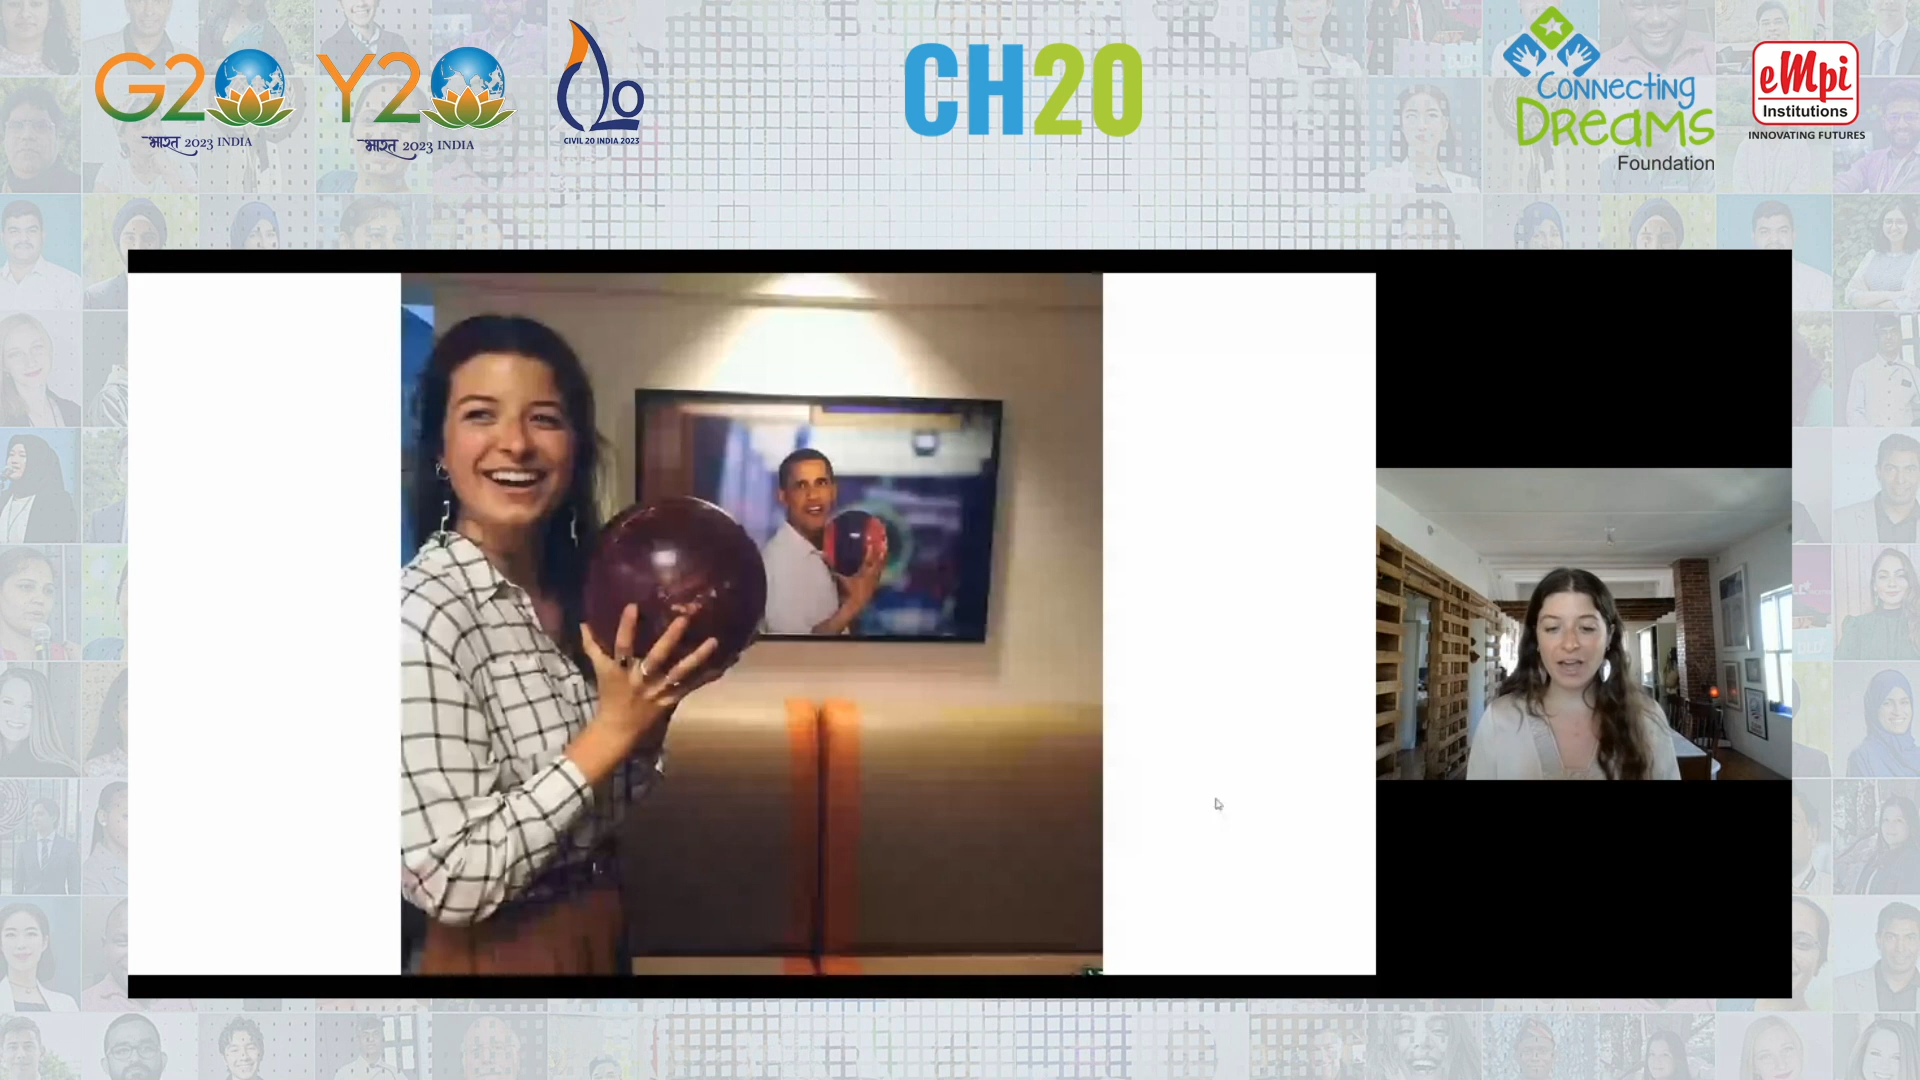 G20
भारत 2023 INDIA
Y20
भारत 2023 INDIA
C20
CIVIL 20 INDIA 2023
CH20
CONNECTING
DREAMS
Foundation
eMpi
Institutions
INNOVATING FUTURES